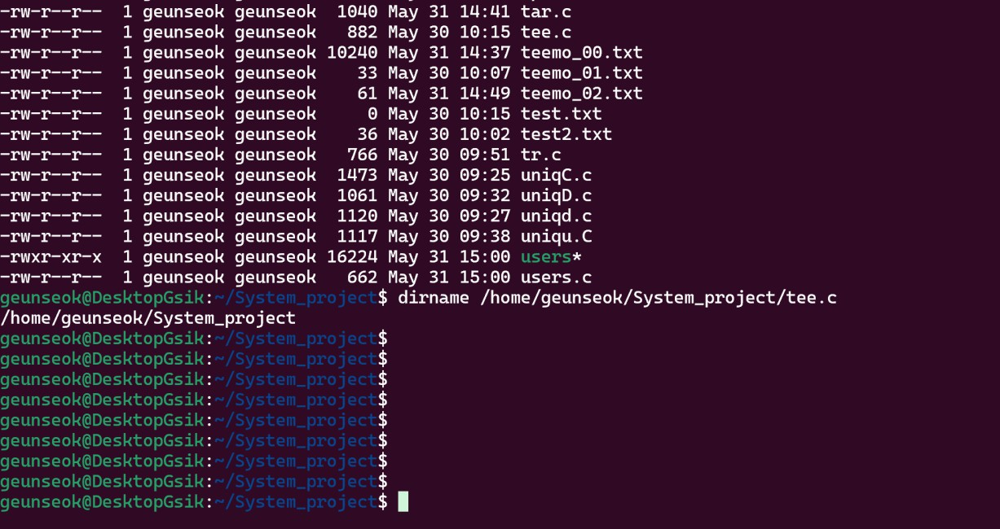 -rw-r--r--  1 geunseok geunseok  1040 May 31 14:41 tar.c
-rw-r--r--  1 geunseok geunseok   882 May 30 10:15 tee.c
-rw-r--r--  1 geunseok geunseok 10240 May 31 14:37 teemo_00.txt
-rw-r--r--  1 geunseok geunseok    33 May 30 10:07 teemo_01.txt
-rw-r--r--  1 geunseok geunseok    61 May 31 14:49 teemo_02.txt
-rw-r--r--  1 geunseok geunseok     0 May 30 10:15 test.txt
-rw-r--r--  1 geunseok geunseok    36 May 30 10:02 test2.txt
-rw-r--r--  1 geunseok geunseok   766 May 30 09:51 tr.c
-rw-r--r--  1 geunseok geunseok  1473 May 30 09:25 uniqC.c
-rw-r--r--  1 geunseok geunseok  1061 May 30 09:32 uniqD.c
-rw-r--r--  1 geunseok geunseok  1120 May 30 09:27 uniqd.c
-rw-r--r--  1 geunseok geunseok  1117 May 30 09:38 uniqu.C
-rwxr-xr-x  1 geunseok geunseok 16224 May 31 15:00 users*
-rw-r--r--  1 geunseok geunseok   662 May 31 15:00 users.c
geunseok@DesktopGsik:~/System_project$ dirname /home/geunseok/System_project/tee.c
/home/geunseok/System_project
geunseok@DesktopGsik:~/System_project$
geunseok@DesktopGsik:~/System_project$
geunseok@DesktopGsik:~/System_project$
geunseok@DesktopGsik:~/System_project$
geunseok@DesktopGsik:~/System_project$
geunseok@DesktopGsik:~/System_project$
geunseok@DesktopGsik:~/System_project$
geunseok@DesktopGsik:~/System_project$
geunseok@DesktopGsik:~/System_project$